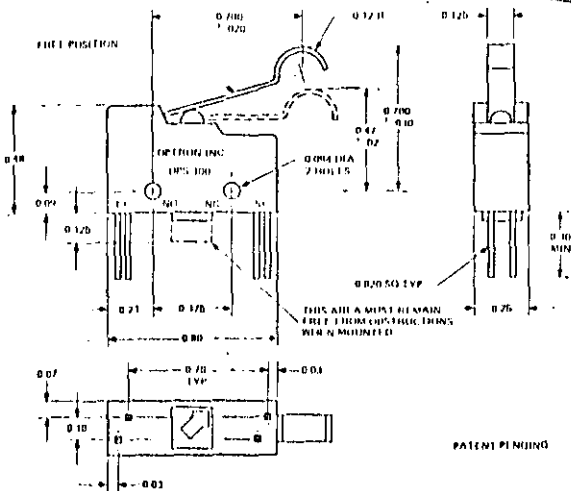 0.700
± .020
0.12 R
0.125
FREE POSITION
0.700
± .030
0.47
± .02
0.48
OPTRON INC
OPS 100
0.094 DIA
2 HOLES
0.09
NO
NC
0.125
0.10
MIN
0.020 SQ TYP
0.21
0.375
THIS AREA MUST REMAIN
FREE FROM OBSTRUCTIONS
WHEN MOUNTED
0.26
0.80
0.07
0.70
TYP
0.03
0.10
0.03
PATENT PENDING